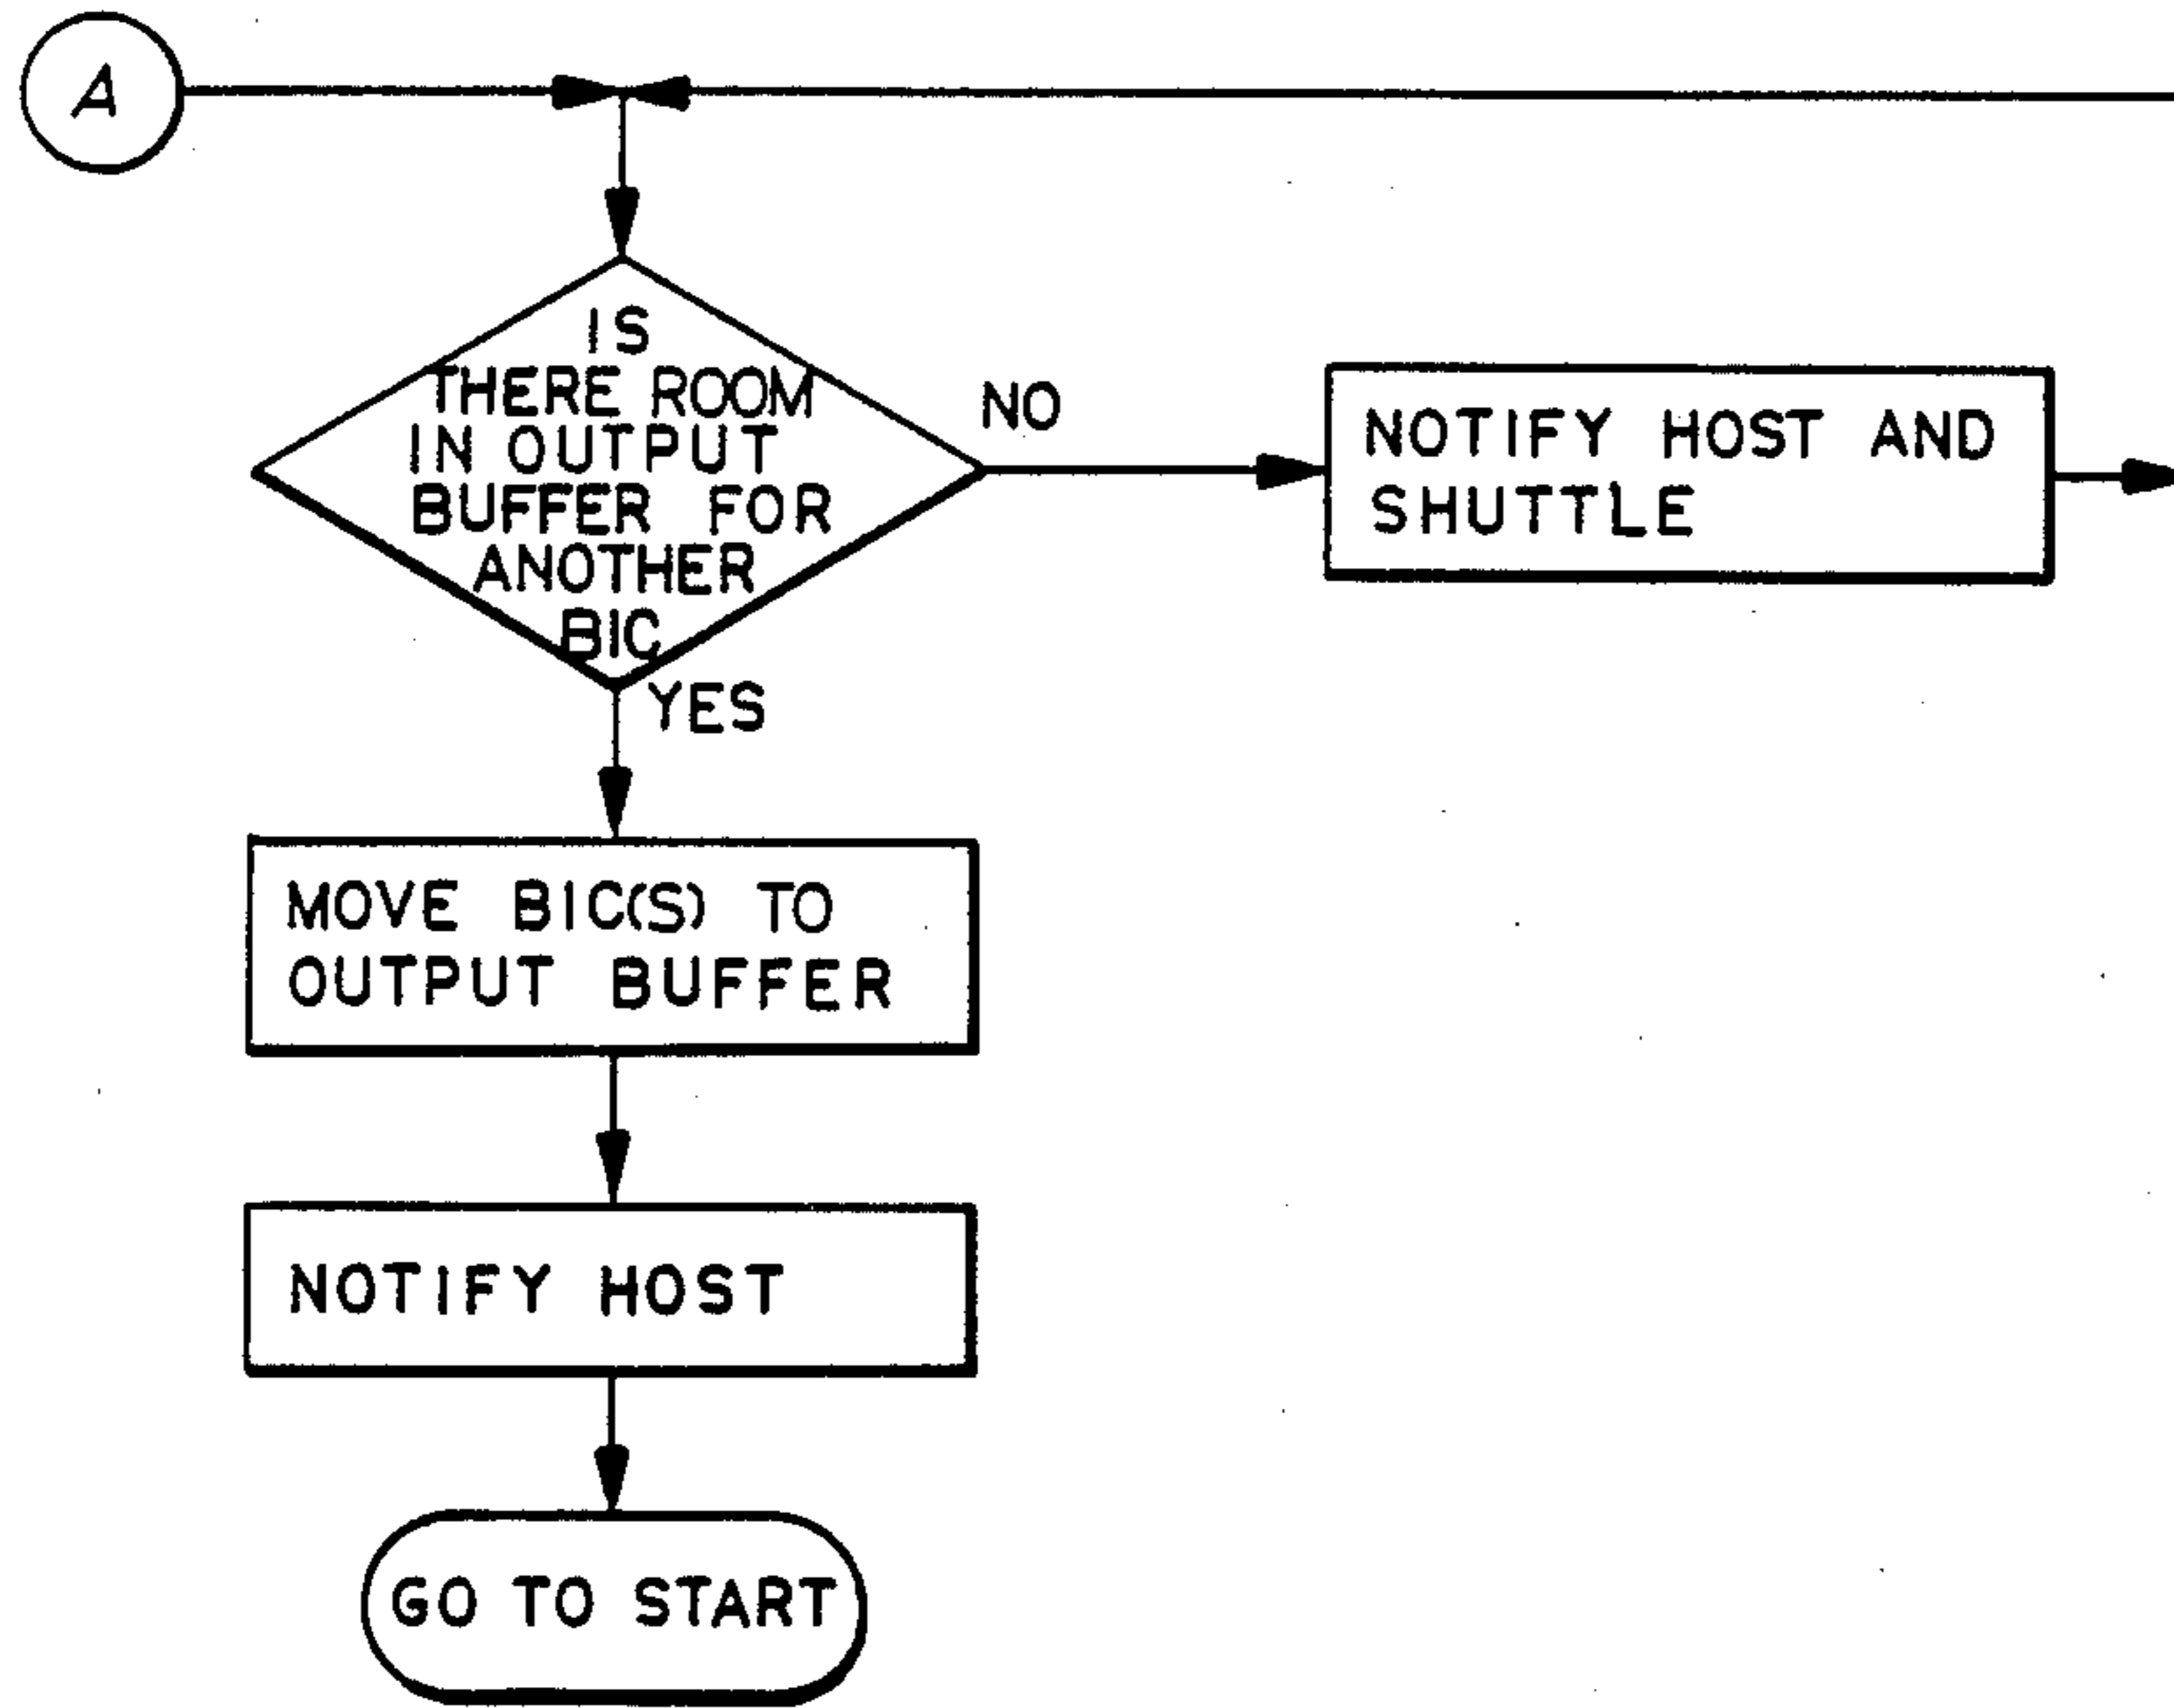 A
IS
THERE ROOM
IN OUTPUT
BUFFER FOR
ANOTHER
BIC
NO
NOTIFY HOST AND
SHUTTLE
YES
MOVE BIC(S) TO
OUTPUT BUFFER
NOTIFY HOST
GO TO START